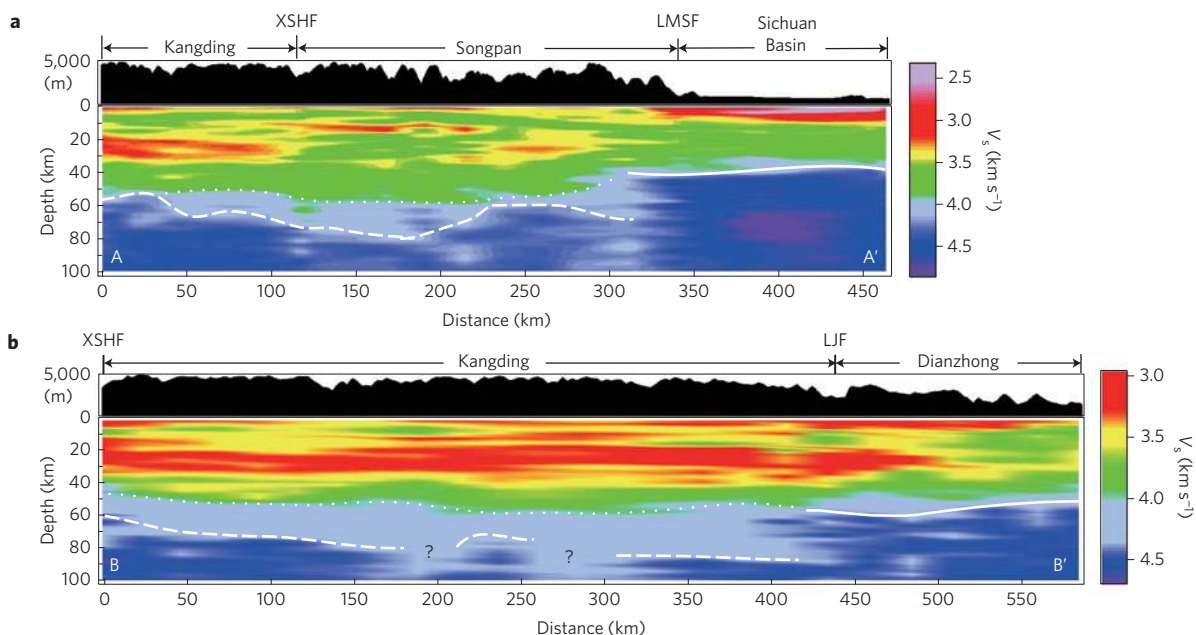 a
XSHF LMSF Sichuan
Kangding Songpan Basin
5,000
(m)
0
20
40
60
80
100
Depth (km)
A A′
0 50 100 150 200 250 300 350 400 450
Distance (km)
2.5
3.0
3.5
4.0
4.5
Vs (km s⁻¹)
b
XSHF LJF
Kangding Dianzhong
5,000
(m)
0
20
40
60
80
100
Depth (km)
? ?
B B′
0 50 100 150 200 250 300 350 400 450 500 550
Distance (km)
3.0
3.5
4.0
4.5
Vs (km s⁻¹)